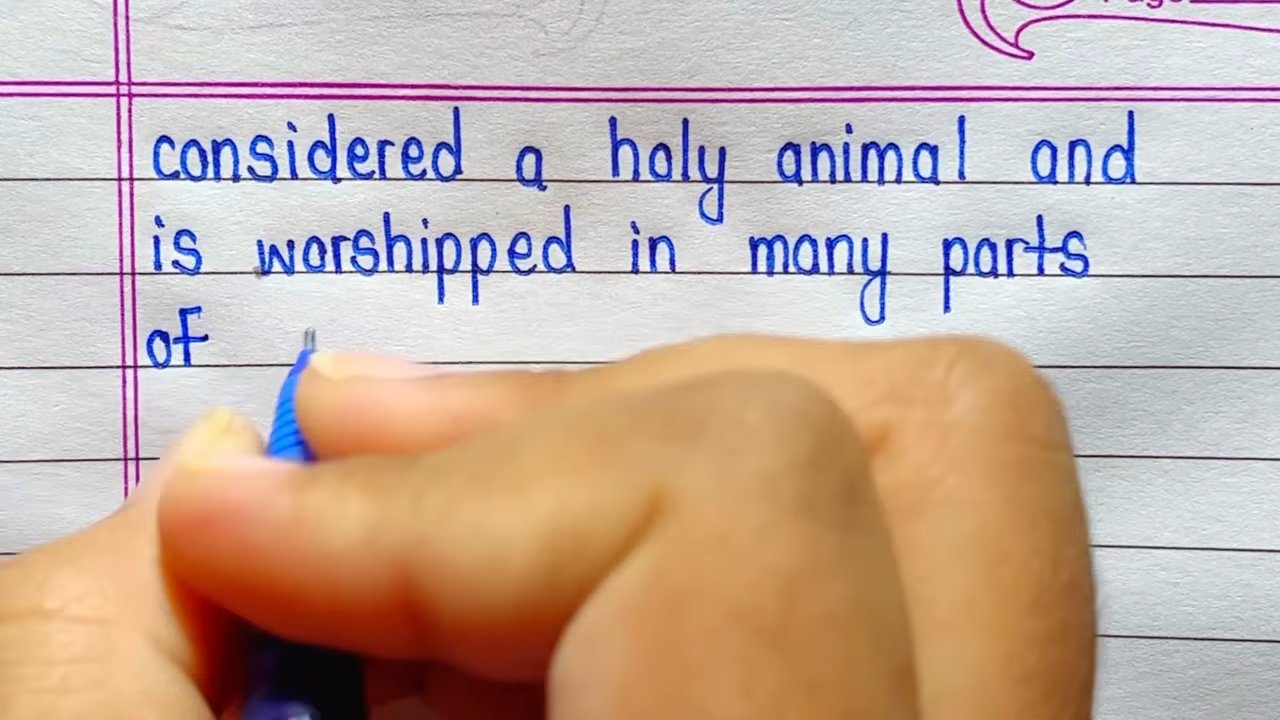 considered a holy animal and
is worshipped in many parts
of